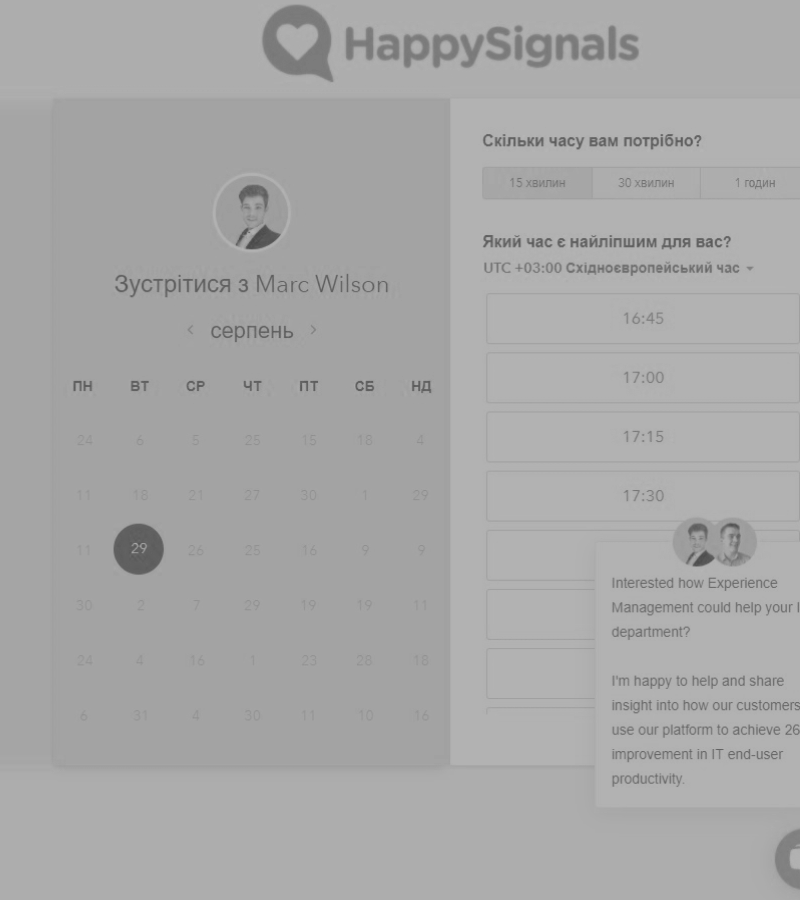 HappySignals
Зустрітися з Marc Wilson
серпень
ПН ВТ СР ЧТ ПТ СБ НД
24 6 5 25 15 18 4
11 18 21 27 30 1 29
11 29 26 25 16 9 9
30 2 7 29 19 19 11
24 4 16 1 23 28 18
6 31 4 30 11 10 16
Скільки часу вам потрібно?
15 хвилин 30 хвилин 1 годин
Який час є найліпшим для вас?
UTC +03:00 Східноєвропейський час
16:45
17:00
17:15
17:30
Interested how Experience
Management could help your
department?
I'm happy to help and share
insight into how our customers
use our platform to achieve 26
improvement in IT end-user
productivity.